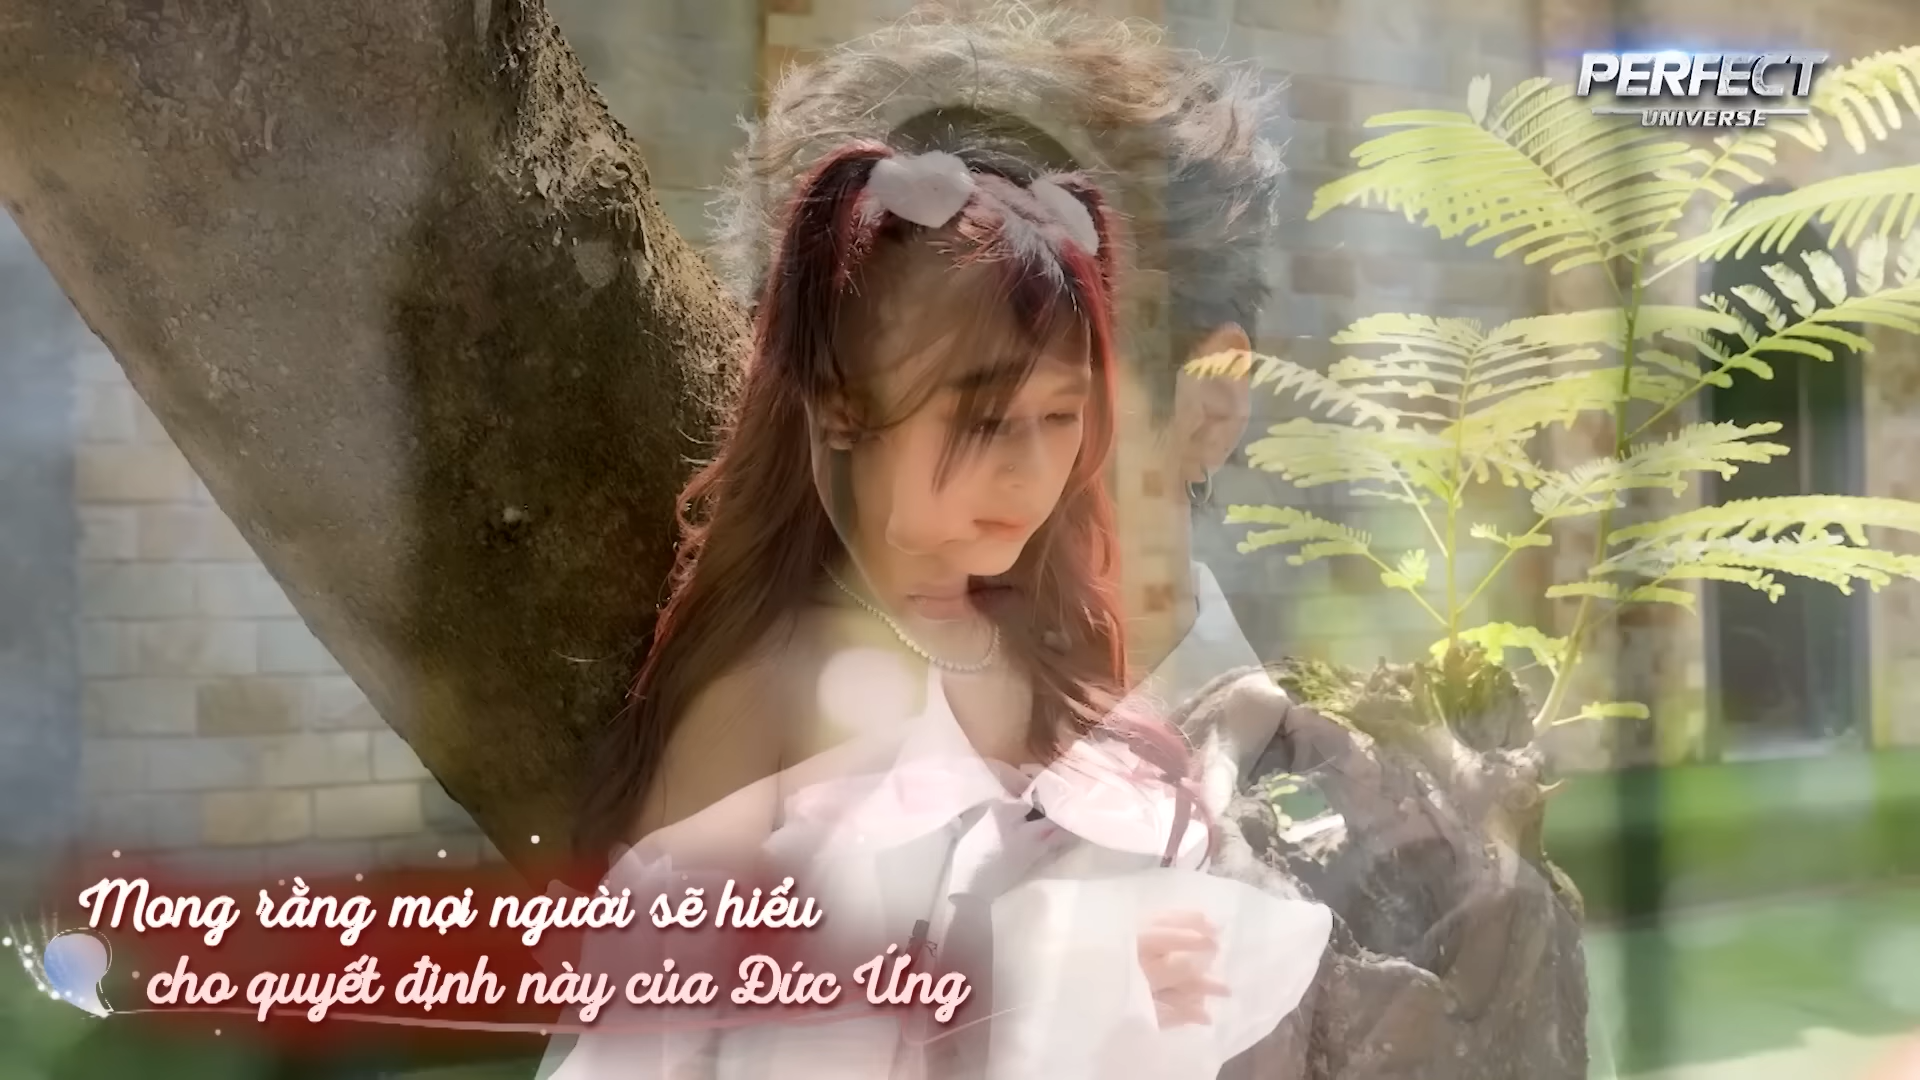 PERFECT
UNIVERSE
Mong rằng mọi người sẽ hiểu
cho quyết định này của Đức Ứng